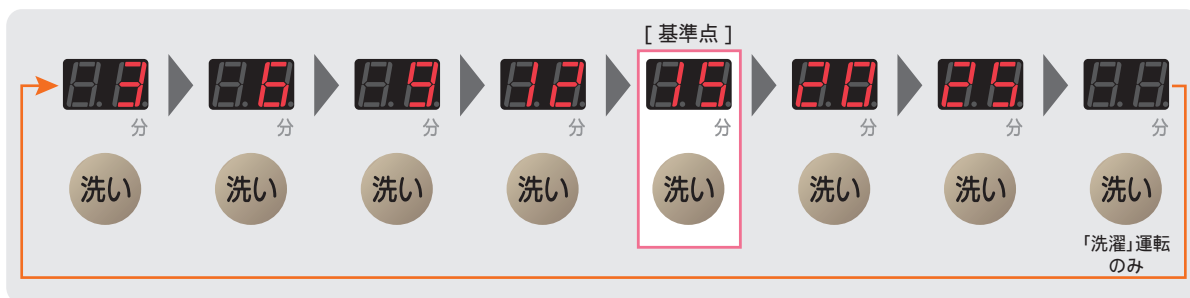 [ 基準点 ]
3 6 9 12 15 20 25
分 分 分 分 分 分 分 分
洗い 洗い 洗い 洗い 洗い 洗い 洗い 洗い
「洗濯」運転
のみ